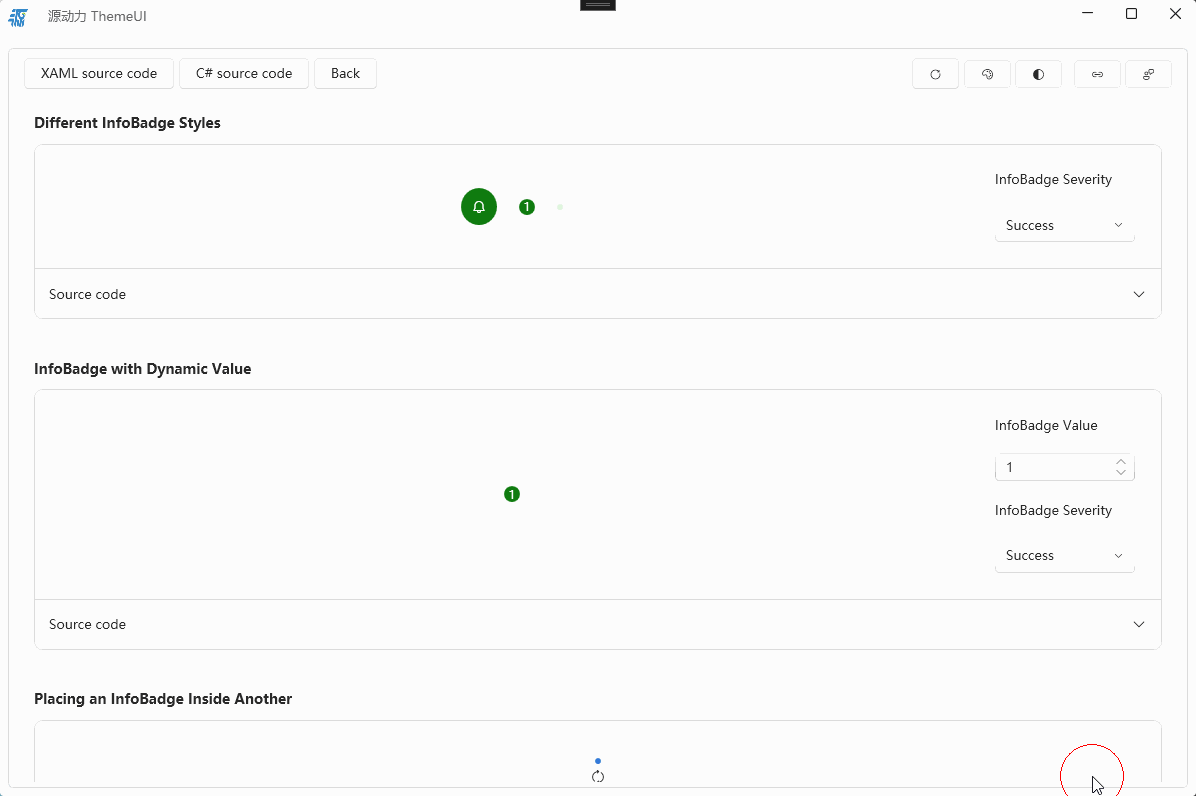 源动力 ThemeUI
XAML source code
C# source code
Back
Different InfoBadge Styles
InfoBadge Severity
1
Success
Source code
InfoBadge with Dynamic Value
InfoBadge Value
1
1
InfoBadge Severity
Success
Source code
Placing an InfoBadge Inside Another